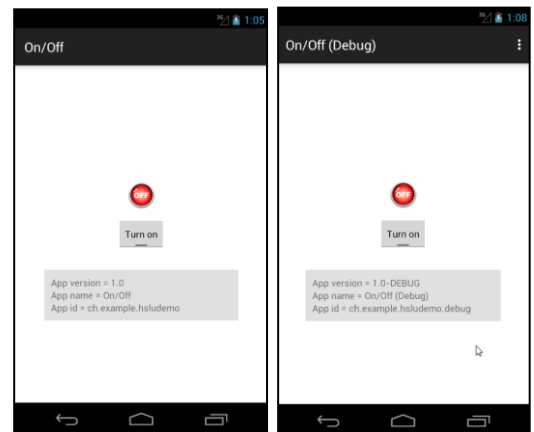 3G 1:05
On/Off
OFF
Turn on
App version = 1.0
App name = On/Off
App id = ch.example.hsludemo
3G 1:08
On/Off (Debug)
OFF
Turn on
App version = 1.0-DEBUG
App name = On/Off (Debug)
App id = ch.example.hsludemo.debug